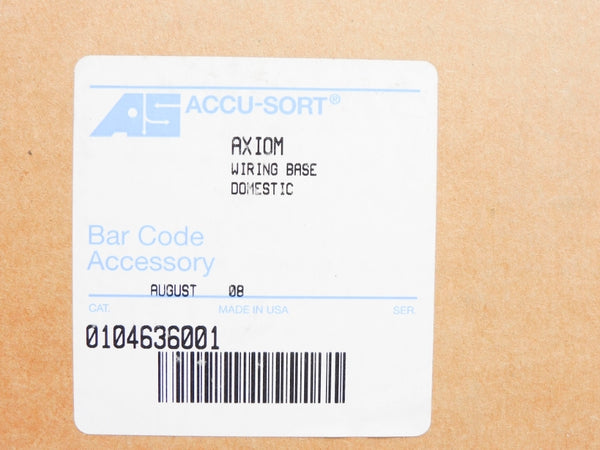 AS ACCU-SORT®
AXIOM
WIRING BASE
DOMESTIC
Bar Code
Accessory
AUGUST 08
CAT. MADE IN USA SER.
0104636001